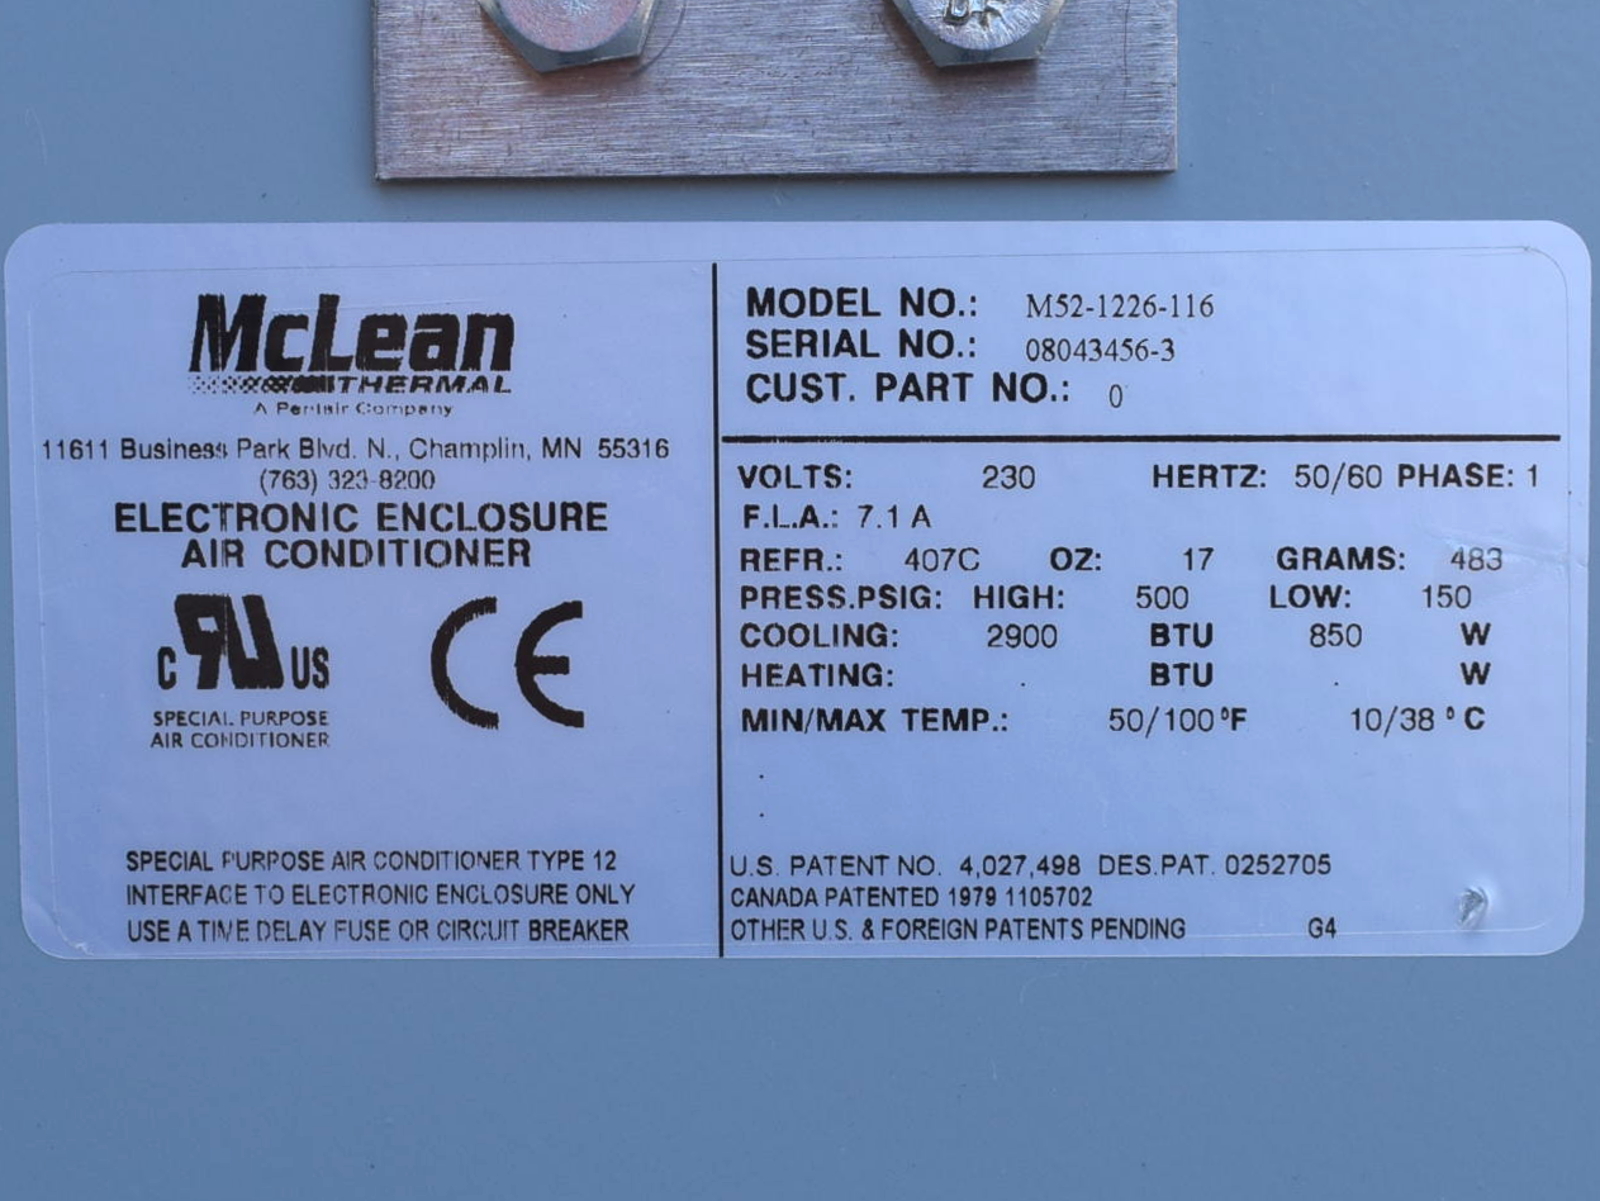 McLean
THERMAL
A Pentair Company
11611 Business Park Blvd. N., Champlin, MN 55316
(763) 323-8200
ELECTRONIC ENCLOSURE
AIR CONDITIONER
C US
CE
SPECIAL PURPOSE
AIR CONDITIONER
SPECIAL PURPOSE AIR CONDITIONER TYPE 12
INTERFACE TO ELECTRONIC ENCLOSURE ONLY
USE A TIME DELAY FUSE OR CIRCUIT BREAKER
MODEL NO.: M52-1226-116
SERIAL NO.: 08043456-3
CUST. PART NO.: 0
VOLTS: 230 HERTZ: 50/60 PHASE: 1
F.L.A.: 7.1 A
REFR.: 407C OZ: 17 GRAMS: 483
PRESS.PSIG: HIGH: 500 LOW: 150
COOLING: 2900 BTU 850 W
HEATING: . BTU . W
MIN/MAX TEMP.: 50/100 °F 10/38 ° C
.
.
U.S. PATENT NO. 4,027,498 DES.PAT. 0252705
CANADA PATENTED 1979 1105702
OTHER U.S. & FOREIGN PATENTS PENDING G4